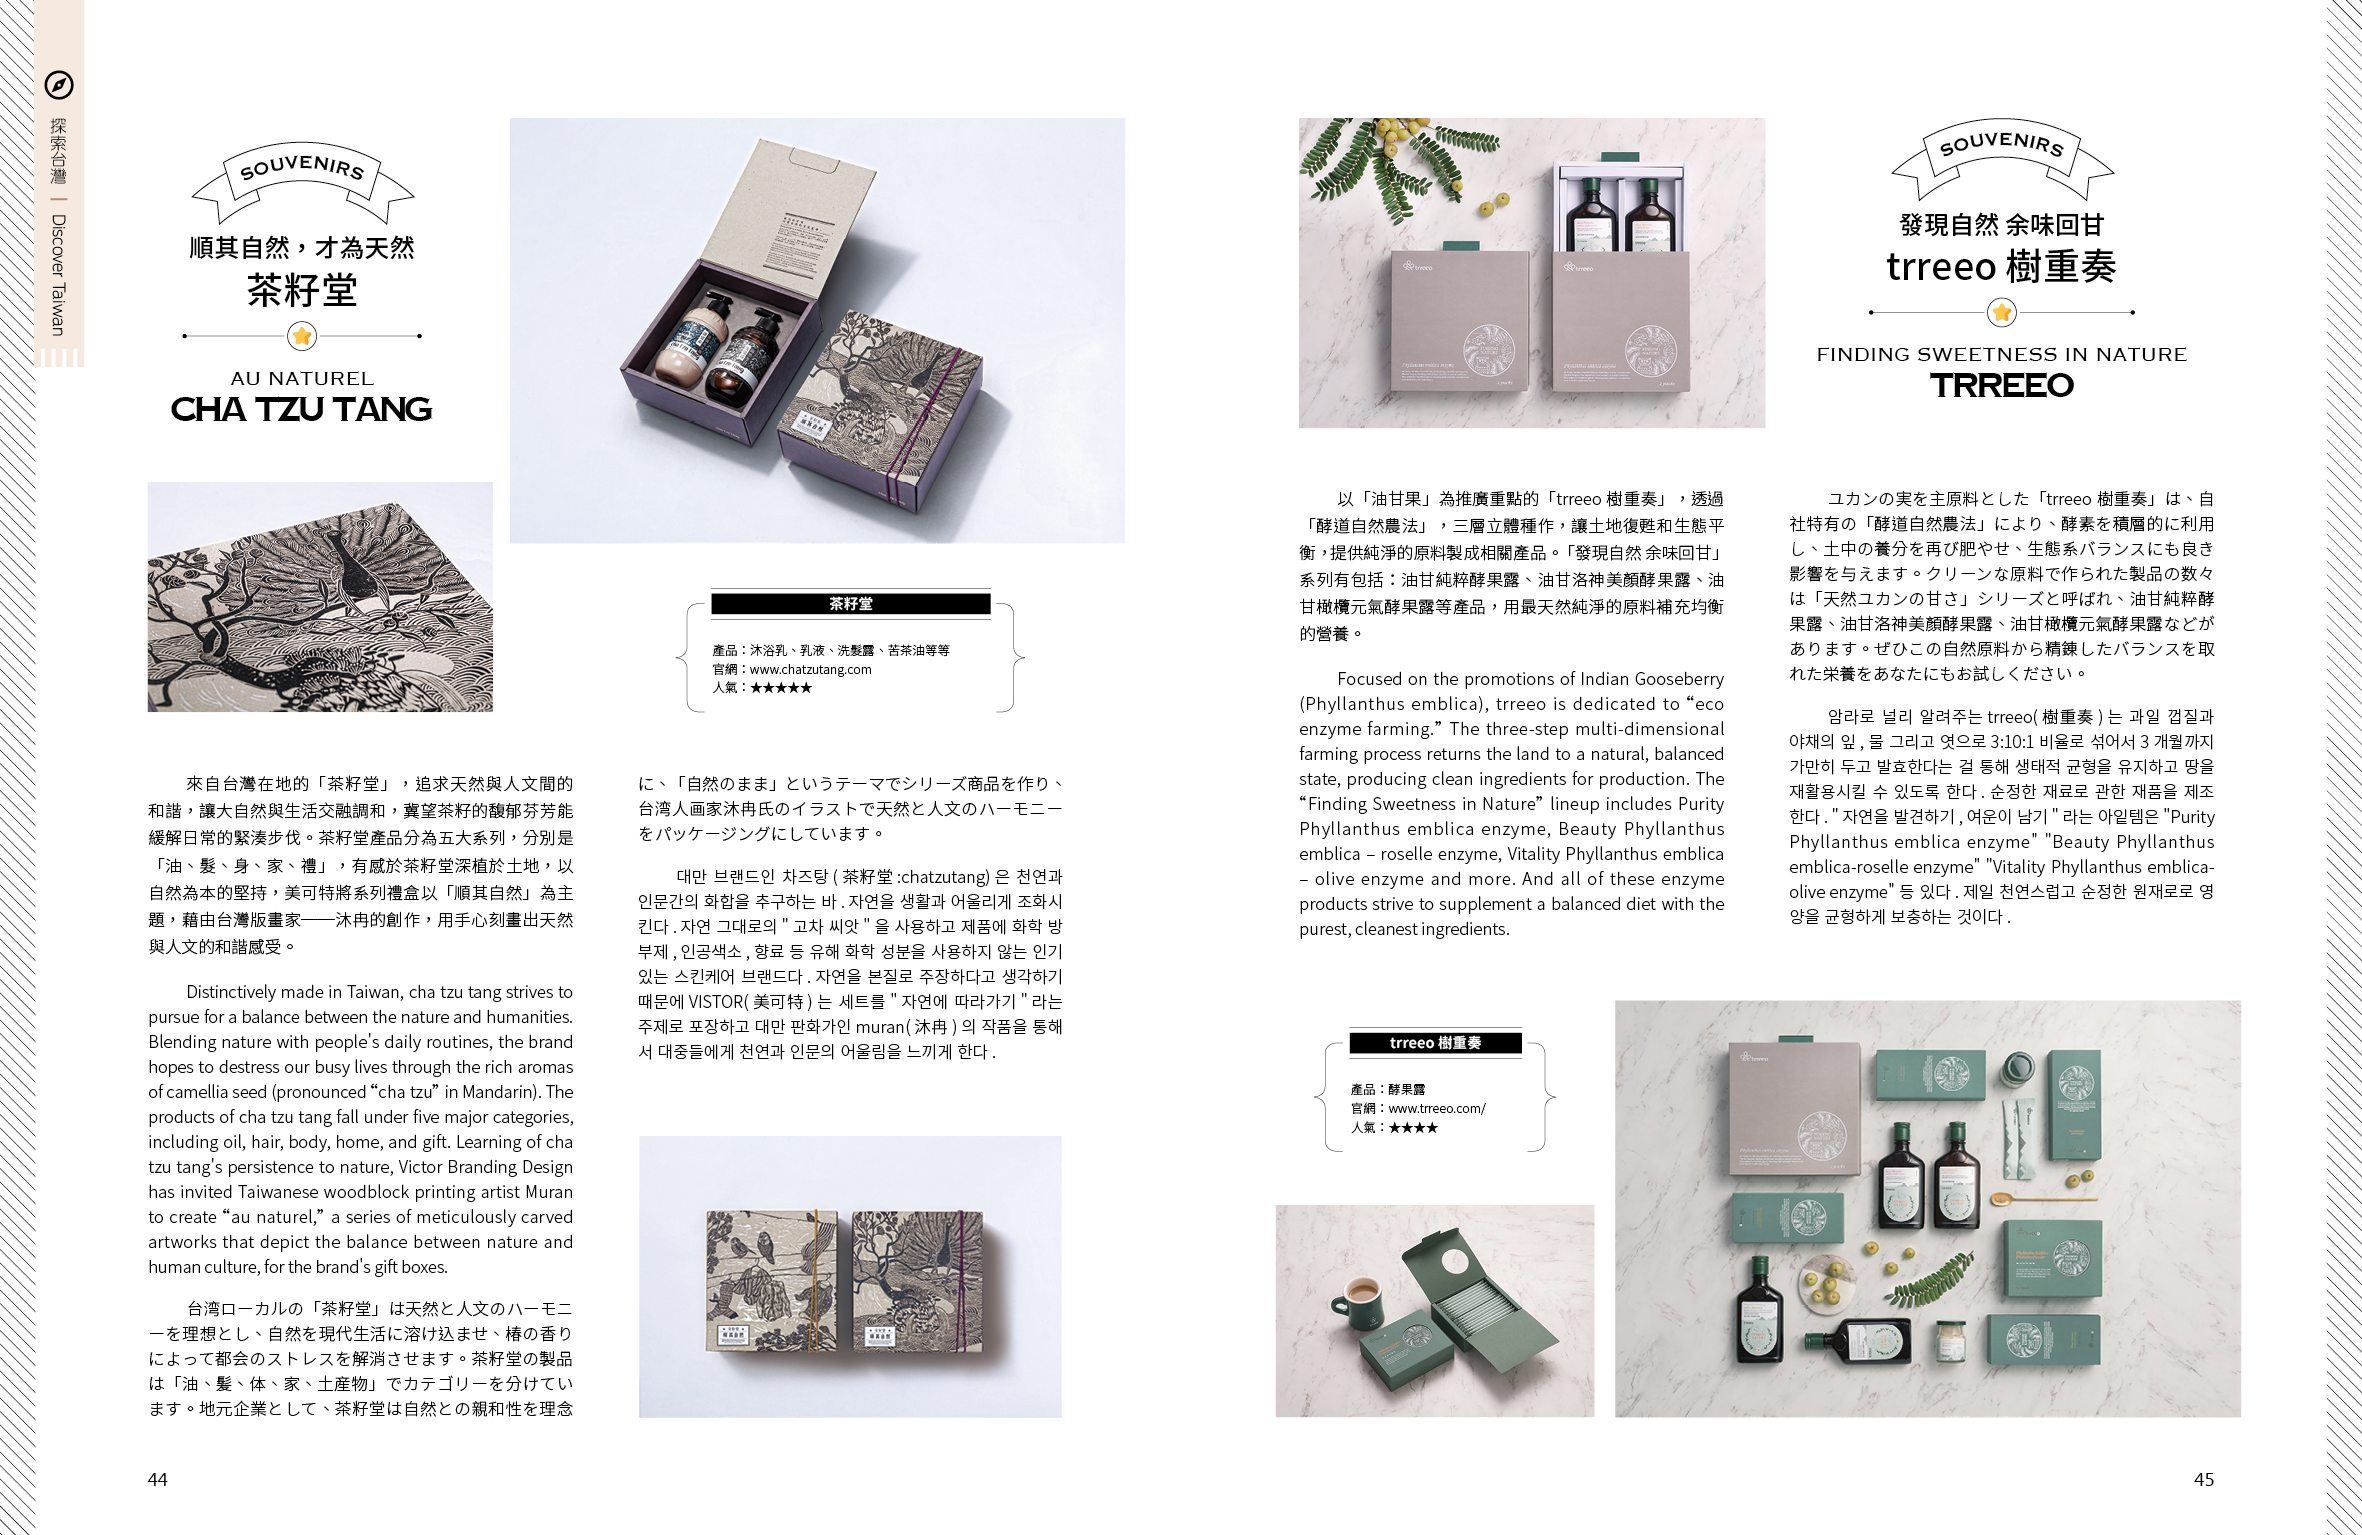 探索台灣 | Discover Taiwan
SOUVENIRS
順其自然，才為天然
茶籽堂
AU NATUREL
CHA TZU TANG
茶籽堂
產品：沐浴乳、乳液、洗髮露、苦茶油等等
官網：www.chatzutang.com
人氣：★★★★★
來自台灣在地的「茶籽堂」，追求天然與人文間的
和諧，讓大自然與生活交融調和，冀望茶籽的馥郁芬芳能
緩解日常的緊湊步伐。茶籽堂產品分為五大系列，分別是
「油、髮、身、家、禮」，有感於茶籽堂深植於土地，以
自然為本的堅持，美可特將系列禮盒以「順其自然」為主
題，藉由台灣版畫家——沐冉的創作，用手心刻畫出天然
與人文的和諧感受。
Distinctively made in Taiwan, cha tzu tang strives to
pursue for a balance between the nature and humanities.
Blending nature with people's daily routines, the brand
hopes to destress our busy lives through the rich aromas
of camellia seed (pronounced “cha tzu” in Mandarin). The
products of cha tzu tang fall under five major categories,
including oil, hair, body, home, and gift. Learning of cha
tzu tang's persistence to nature, Victor Branding Design
has invited Taiwanese woodblock printing artist Muran
to create “au naturel,” a series of meticulously carved
artworks that depict the balance between nature and
human culture, for the brand's gift boxes.
台湾ローカルの「茶籽堂」は天然と人文のハーモニ
ーを理想とし、自然を現代生活に溶け込ませ、椿の香り
によって都会のストレスを解消させます。茶籽堂の製品
は「油、髪、体、家、土産物」でカテゴリーを分けてい
ます。地元企業として、茶籽堂は自然との親和性を理念
に、「自然のまま」というテーマでシリーズ商品を作り、
台湾人画家沐冉氏のイラストで天然と人文のハーモニー
をパッケージングにしています。
대만 브랜드인 차즈탕 ( 茶籽堂 :chatzutang) 은 천연과
인문간의 화합을 추구하는 바 . 자연을 생활과 어울리게 조화시
킨다 . 자연 그대로의 " 고차 씨앗 " 을 사용하고 제품에 화학 방
부제 , 인공색소 , 향료 등 유해 화학 성분을 사용하지 않는 인기
있는 스킨케어 브랜드다 . 자연을 본질로 주장하다고 생각하기
때문에 VISTOR( 美可特 ) 는 세트를 " 자연에 따라가기 " 라는
주제로 포장하고 대만 판화가인 muran( 沐冉 ) 의 작품을 통해
서 대중들에게 천연과 인문의 어울림을 느끼게 한다 .
44
SOUVENIRS
發現自然 余味回甘
trreeo 樹重奏
FINDING SWEETNESS IN NATURE
TRREEO
以「油甘果」為推廣重點的「trreeo 樹重奏」，透過
「酵道自然農法」，三層立體種作，讓土地復甦和生態平
衡，提供純淨的原料製成相關產品。「發現自然 余味回甘」
系列有包括：油甘純粹酵果露、油甘洛神美顏酵果露、油
甘橄欖元氣酵果露等產品，用最天然純淨的原料補充均衡
的營養。
Focused on the promotions of Indian Gooseberry
(Phyllanthus emblica), trreeo is dedicated to “eco
enzyme farming.” The three-step multi-dimensional
farming process returns the land to a natural, balanced
state, producing clean ingredients for production. The
“Finding Sweetness in Nature” lineup includes Purity
Phyllanthus emblica enzyme, Beauty Phyllanthus
emblica – roselle enzyme, Vitality Phyllanthus emblica
– olive enzyme and more. And all of these enzyme
products strive to supplement a balanced diet with the
purest, cleanest ingredients.
ユカンの実を主原料とした「trreeo 樹重奏」は、自
社特有の「酵道自然農法」により、酵素を積層的に利用
し、土中の養分を再び肥やせ、生態系バランスにも良き
影響を与えます。クリーンな原料で作られた製品の数々
は「天然ユカンの甘さ」シリーズと呼ばれ、油甘純粹酵
果露、油甘洛神美顏酵果露、油甘橄欖元氣酵果露などが
あります。ぜひこの自然原料から精錬したバランスを取
れた栄養をあなたにもお試しください。
암라로 널리 알려주는 trreeo( 樹重奏 ) 는 과일 껍질과
야채의 잎 , 물 그리고 엿으로 3:10:1 비율로 섞어서 3 개월까지
가만히 두고 발효한다는 걸 통해 생태적 균형을 유지하고 땅을
재활용시킬 수 있도록 한다 . 순정한 재료로 관한 재품을 제조
한다 . " 자연을 발견하기 , 여운이 남기 " 라는 아일템은 "Purity
Phyllanthus emblica enzyme" "Beauty Phyllanthus
emblica-roselle enzyme" "Vitality Phyllanthus emblica-
olive enzyme" 등 있다 . 제일 천연스럽고 순정한 원재로로 영
양을 균형하게 보충하는 것이다 .
trreeo 樹重奏
產品：酵果露
官網：www.trreeo.com/
人氣：★★★★
45